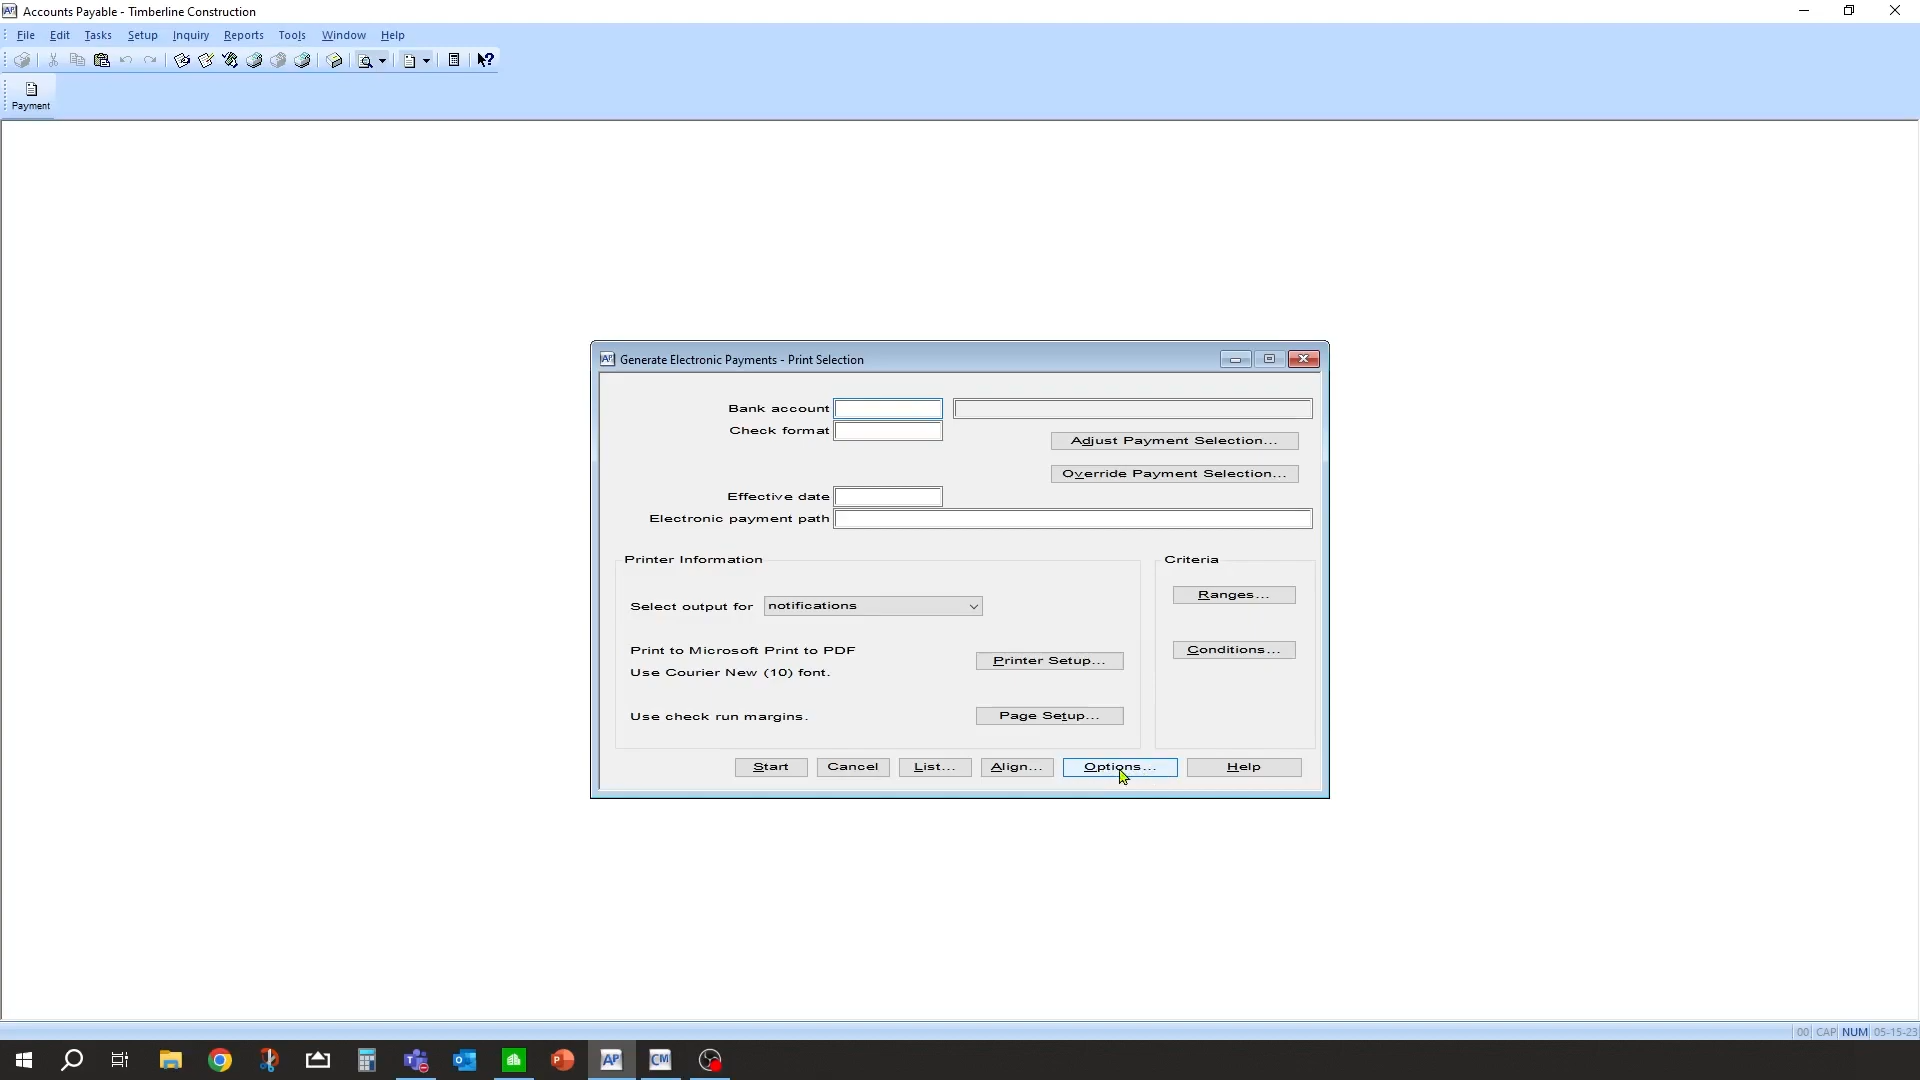 Accounts Payable - Timberline Construction
File Edit Tasks Setup Inquiry Reports Tools Window Help
Payment
Generate Electronic Payments - Print Selection
Bank account
Check format
Adjust Payment Selection...
Override Payment Selection...
Effective date
Electronic payment path
Printer Information
Criteria
Select output for notifications
Ranges...
Print to Microsoft Print to PDF
Use Courier New (10) font.
Printer Setup...
Conditions...
Use check run margins.
Page Setup...
Start Cancel List... Align... Options... Help
00 CAP NUM 05-15-23
AP CM